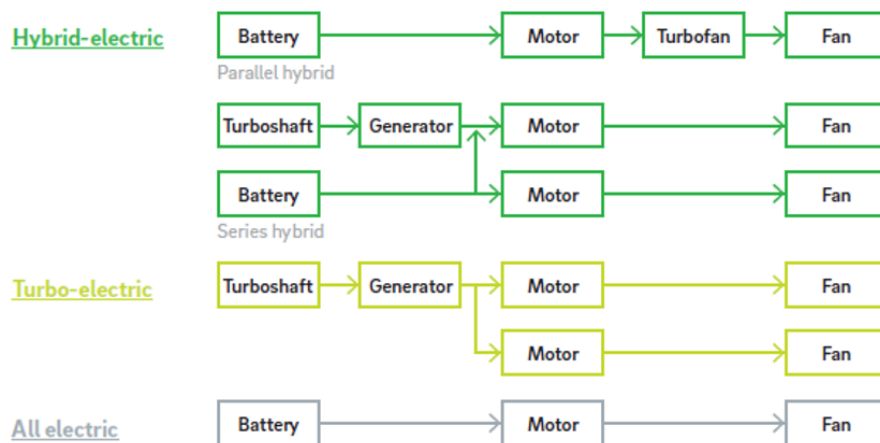 Hybrid-electric Battery Motor Turbofan Fan
Parallel hybrid
Turboshaft Generator Motor Fan
Battery Motor Fan
Series hybrid
Turbo-electric Turboshaft Generator Motor Fan
Motor Fan
All electric Battery Motor Fan